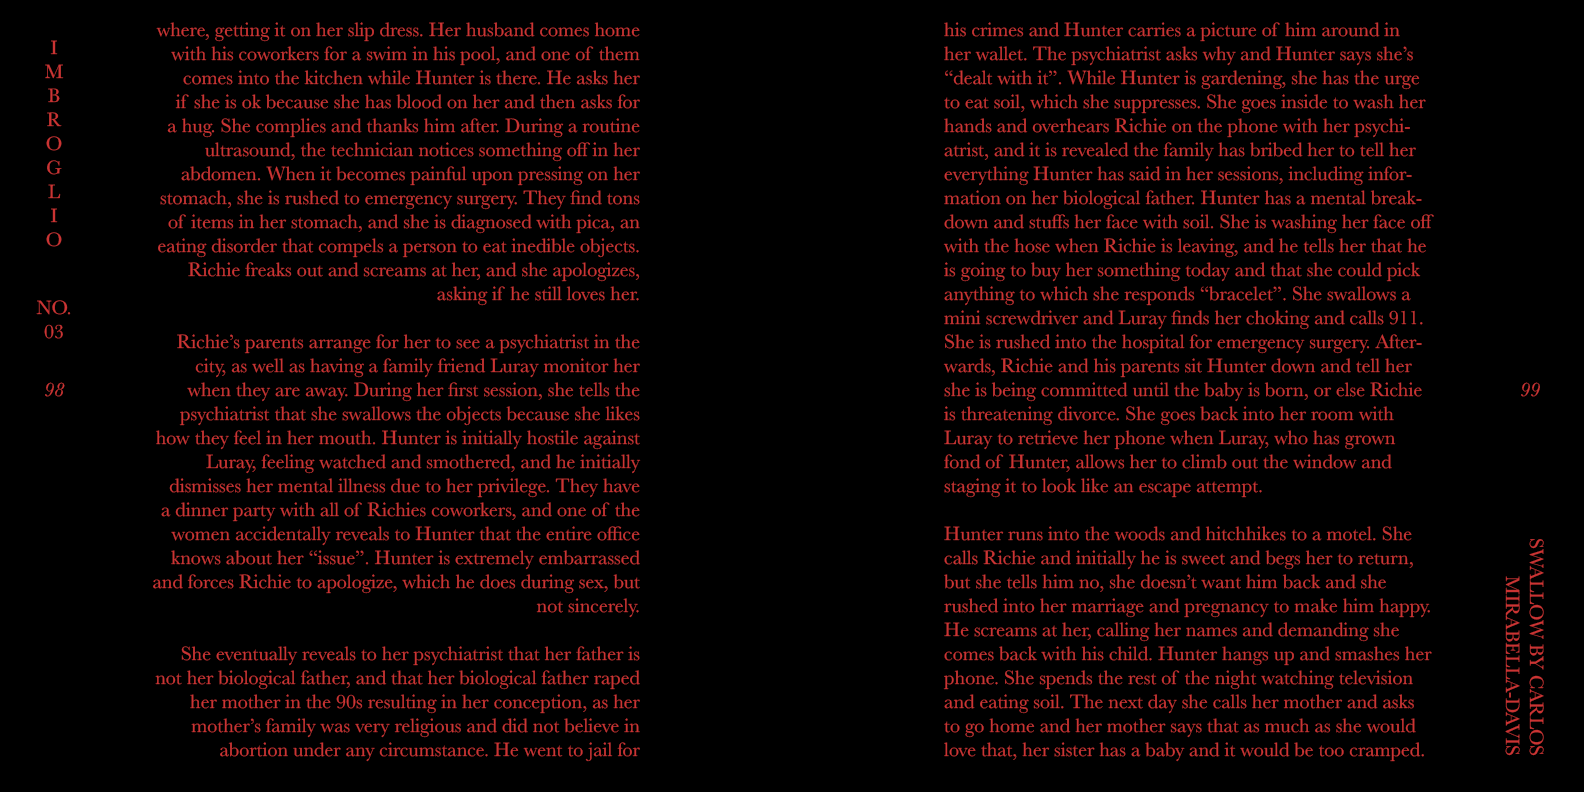 I
M
B
R
O
G
L
I
O
NO.
03
98
where, getting it on her slip dress. Her husband comes home
with his coworkers for a swim in his pool, and one of them
comes into the kitchen while Hunter is there. He asks her
if she is ok because she has blood on her and then asks for
a hug. She complies and thanks him after. During a routine
ultrasound, the technician notices something off in her
abdomen. When it becomes painful upon pressing on her
stomach, she is rushed to emergency surgery. They find tons
of items in her stomach, and she is diagnosed with pica, an
eating disorder that compels a person to eat inedible objects.
Richie freaks out and screams at her, and she apologizes,
asking if he still loves her.
Richie’s parents arrange for her to see a psychiatrist in the
city, as well as having a family friend Luray monitor her
when they are away. During her first session, she tells the
psychiatrist that she swallows the objects because she likes
how they feel in her mouth. Hunter is initially hostile against
Luray, feeling watched and smothered, and he initially
dismisses her mental illness due to her privilege. They have
a dinner party with all of Richies coworkers, and one of the
women accidentally reveals to Hunter that the entire office
knows about her “issue”. Hunter is extremely embarrassed
and forces Richie to apologize, which he does during sex, but
not sincerely.
She eventually reveals to her psychiatrist that her father is
not her biological father, and that her biological father raped
her mother in the 90s resulting in her conception, as her
mother’s family was very religious and did not believe in
abortion under any circumstance. He went to jail for
his crimes and Hunter carries a picture of him around in
her wallet. The psychiatrist asks why and Hunter says she’s
“dealt with it”. While Hunter is gardening, she has the urge
to eat soil, which she suppresses. She goes inside to wash her
hands and overhears Richie on the phone with her psychi-
atrist, and it is revealed the family has bribed her to tell her
everything Hunter has said in her sessions, including infor-
mation on her biological father. Hunter has a mental break-
down and stuffs her face with soil. She is washing her face off
with the hose when Richie is leaving, and he tells her that he
is going to buy her something today and that she could pick
anything to which she responds “bracelet”. She swallows a
mini screwdriver and Luray finds her choking and calls 911.
She is rushed into the hospital for emergency surgery. After-
wards, Richie and his parents sit Hunter down and tell her
she is being committed until the baby is born, or else Richie
is threatening divorce. She goes back into her room with
Luray to retrieve her phone when Luray, who has grown
fond of Hunter, allows her to climb out the window and
staging it to look like an escape attempt.
Hunter runs into the woods and hitchhikes to a motel. She
calls Richie and initially he is sweet and begs her to return,
but she tells him no, she doesn’t want him back and she
rushed into her marriage and pregnancy to make him happy.
He screams at her, calling her names and demanding she
comes back with his child. Hunter hangs up and smashes her
phone. She spends the rest of the night watching television
and eating soil. The next day she calls her mother and asks
to go home and her mother says that as much as she would
love that, her sister has a baby and it would be too cramped.
99
SWALLOW BY CARLOS
MIRABELLA-DAVIS